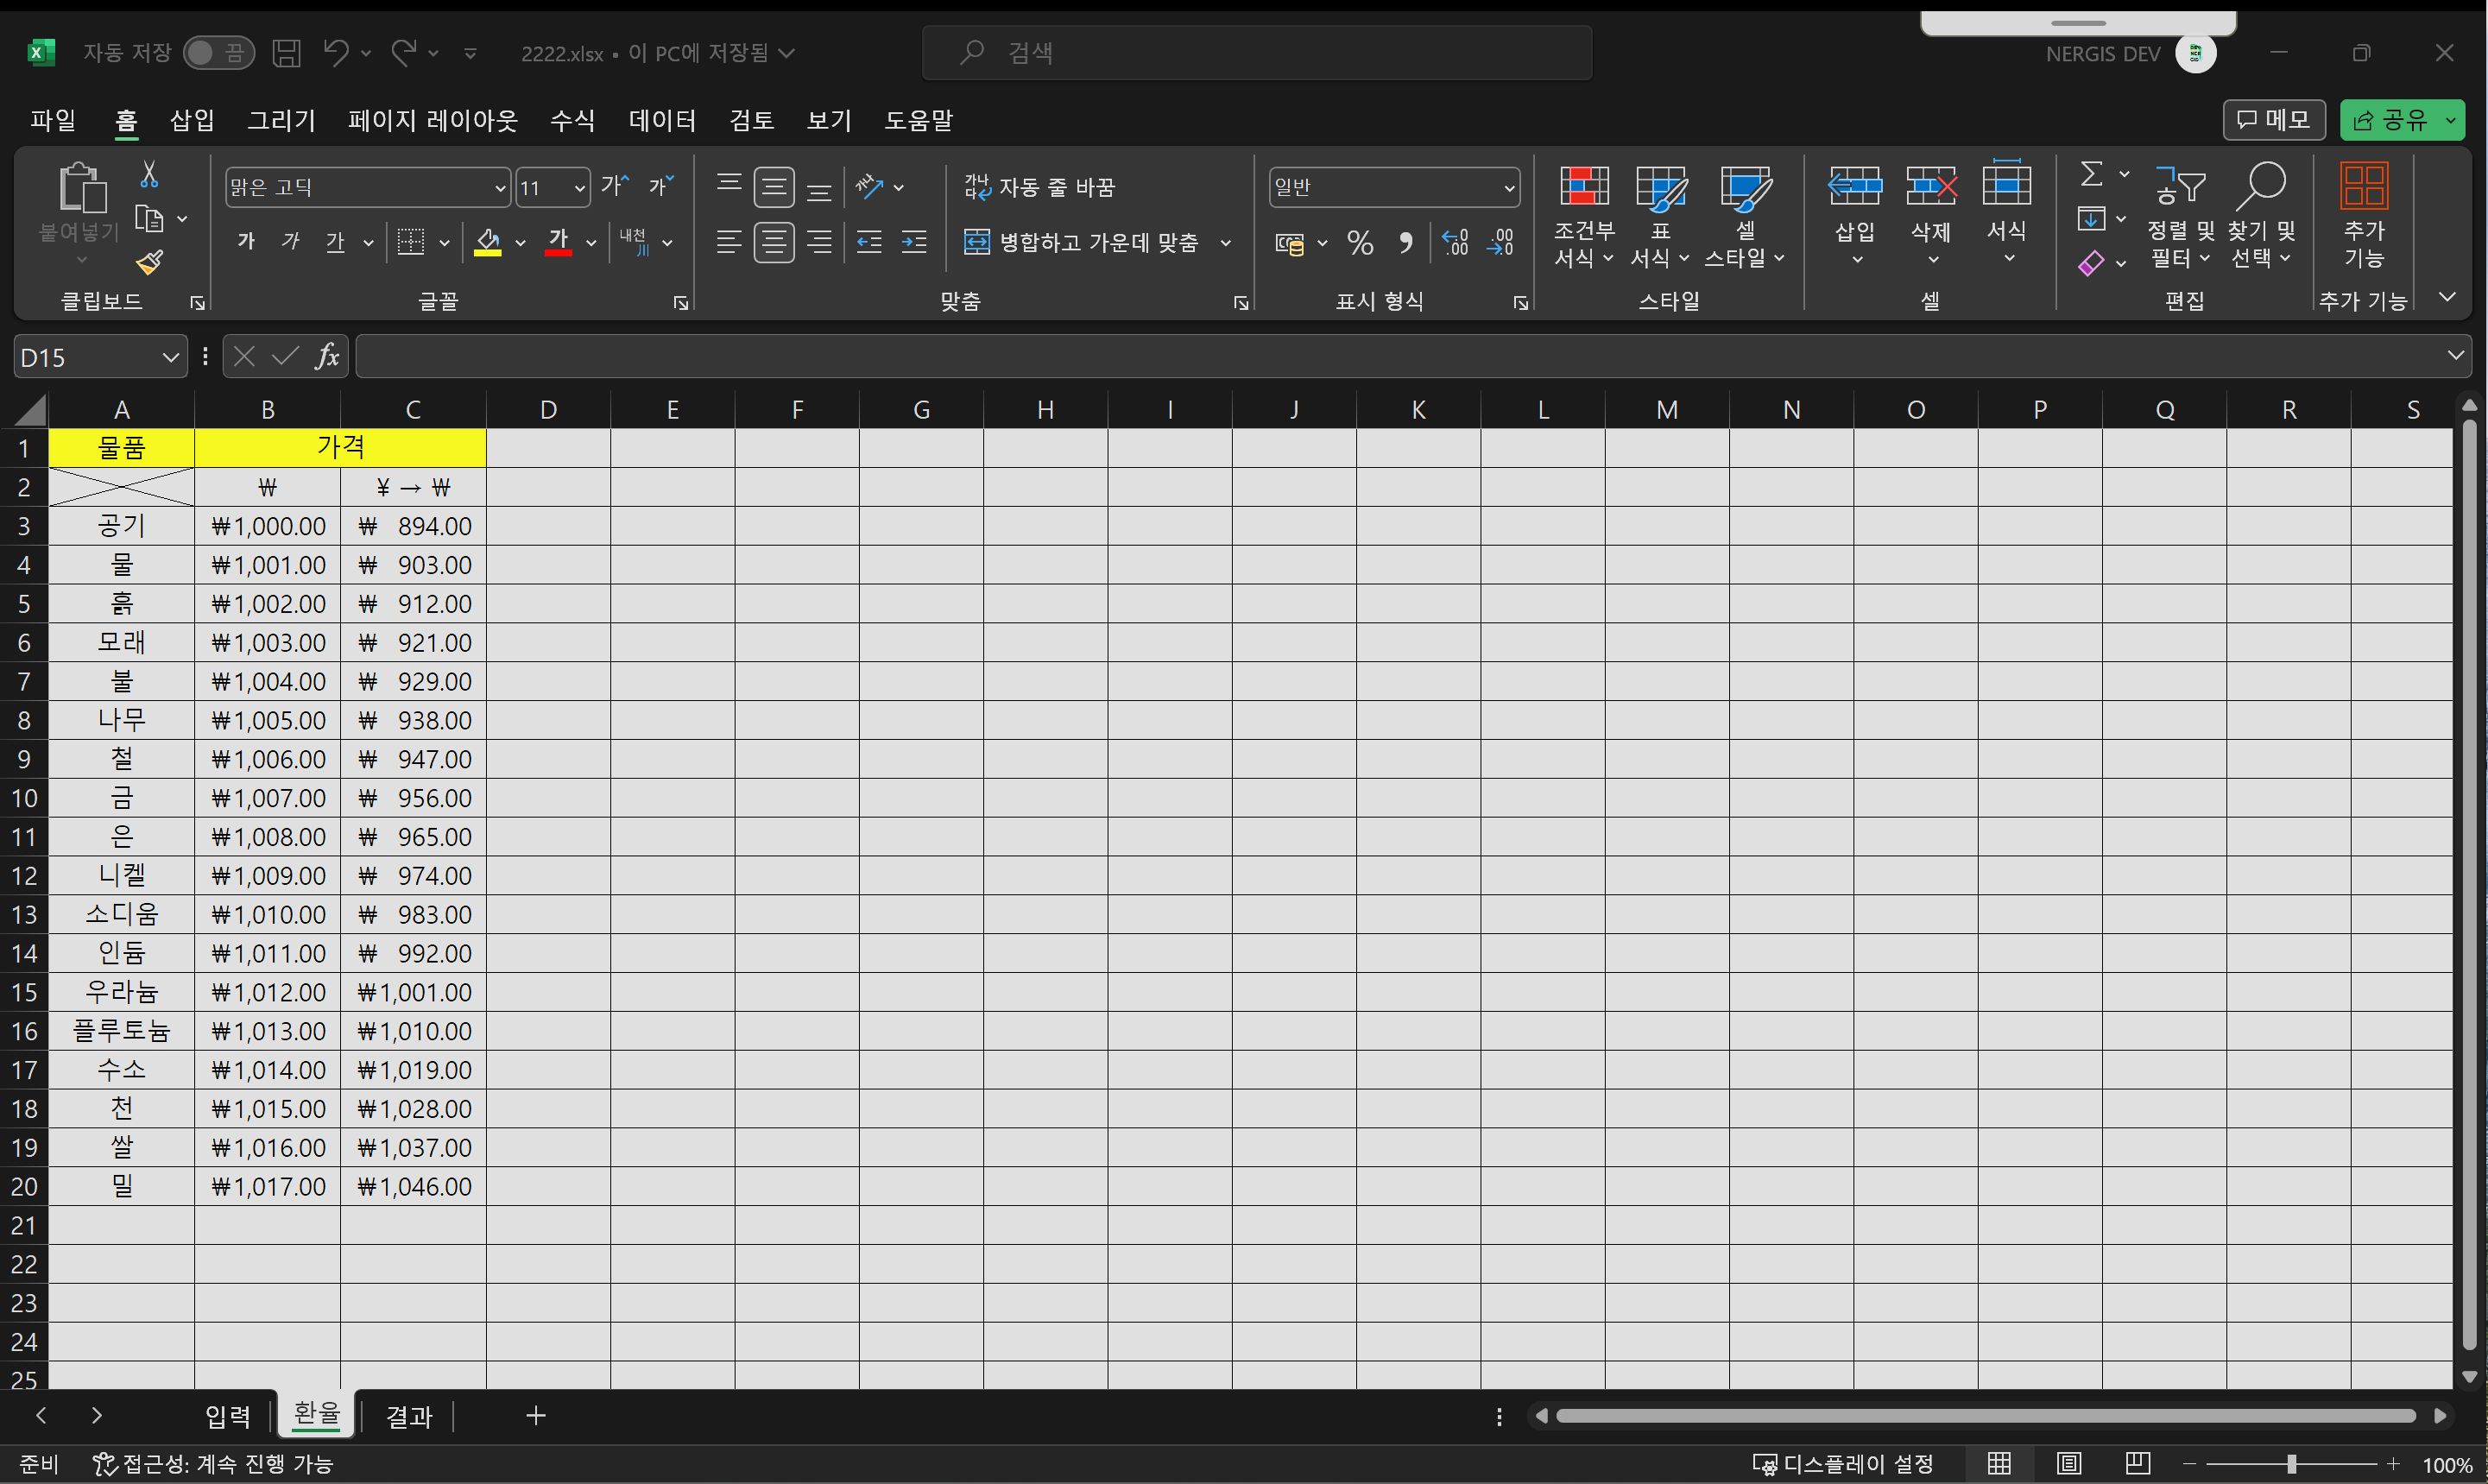 자동 저장 끔 2222.xlsx • 이 PC에 저장됨 검색 NERGIS DEV
파일 홈 삽입 그리기 페이지 레이아웃 수식 데이터 검토 보기 도움말 메모 공유
붙여넣기
클립보드
맑은 고딕 11 가 가
가 가 가 가 내천
글꼴
가나다 자동 줄 바꿈
병합하고 가운데 맞춤
맞춤
일반
% , .0 .00 .00 .0
표시 형식
조건부 서식 표 서식 셀 스타일
스타일
삽입 삭제 서식
셀
정렬 및 필터 찾기 및 선택
편집
추가 기능
추가 기능
D15 fx
A B C D E F G H I J K L M N O P Q R S
1 물품 가격
2 ₩ ¥ → ₩
3 공기 ₩1,000.00 ₩ 894.00
4 물 ₩1,001.00 ₩ 903.00
5 흙 ₩1,002.00 ₩ 912.00
6 모래 ₩1,003.00 ₩ 921.00
7 불 ₩1,004.00 ₩ 929.00
8 나무 ₩1,005.00 ₩ 938.00
9 철 ₩1,006.00 ₩ 947.00
10 금 ₩1,007.00 ₩ 956.00
11 은 ₩1,008.00 ₩ 965.00
12 니켈 ₩1,009.00 ₩ 974.00
13 소디움 ₩1,010.00 ₩ 983.00
14 인듐 ₩1,011.00 ₩ 992.00
15 우라늄 ₩1,012.00 ₩1,001.00
16 플루토늄 ₩1,013.00 ₩1,010.00
17 수소 ₩1,014.00 ₩1,019.00
18 천 ₩1,015.00 ₩1,028.00
19 쌀 ₩1,016.00 ₩1,037.00
20 밀 ₩1,017.00 ₩1,046.00
21
22
23
24
25
입력 환율 결과
준비 접근성: 계속 진행 가능 디스플레이 설정 100%